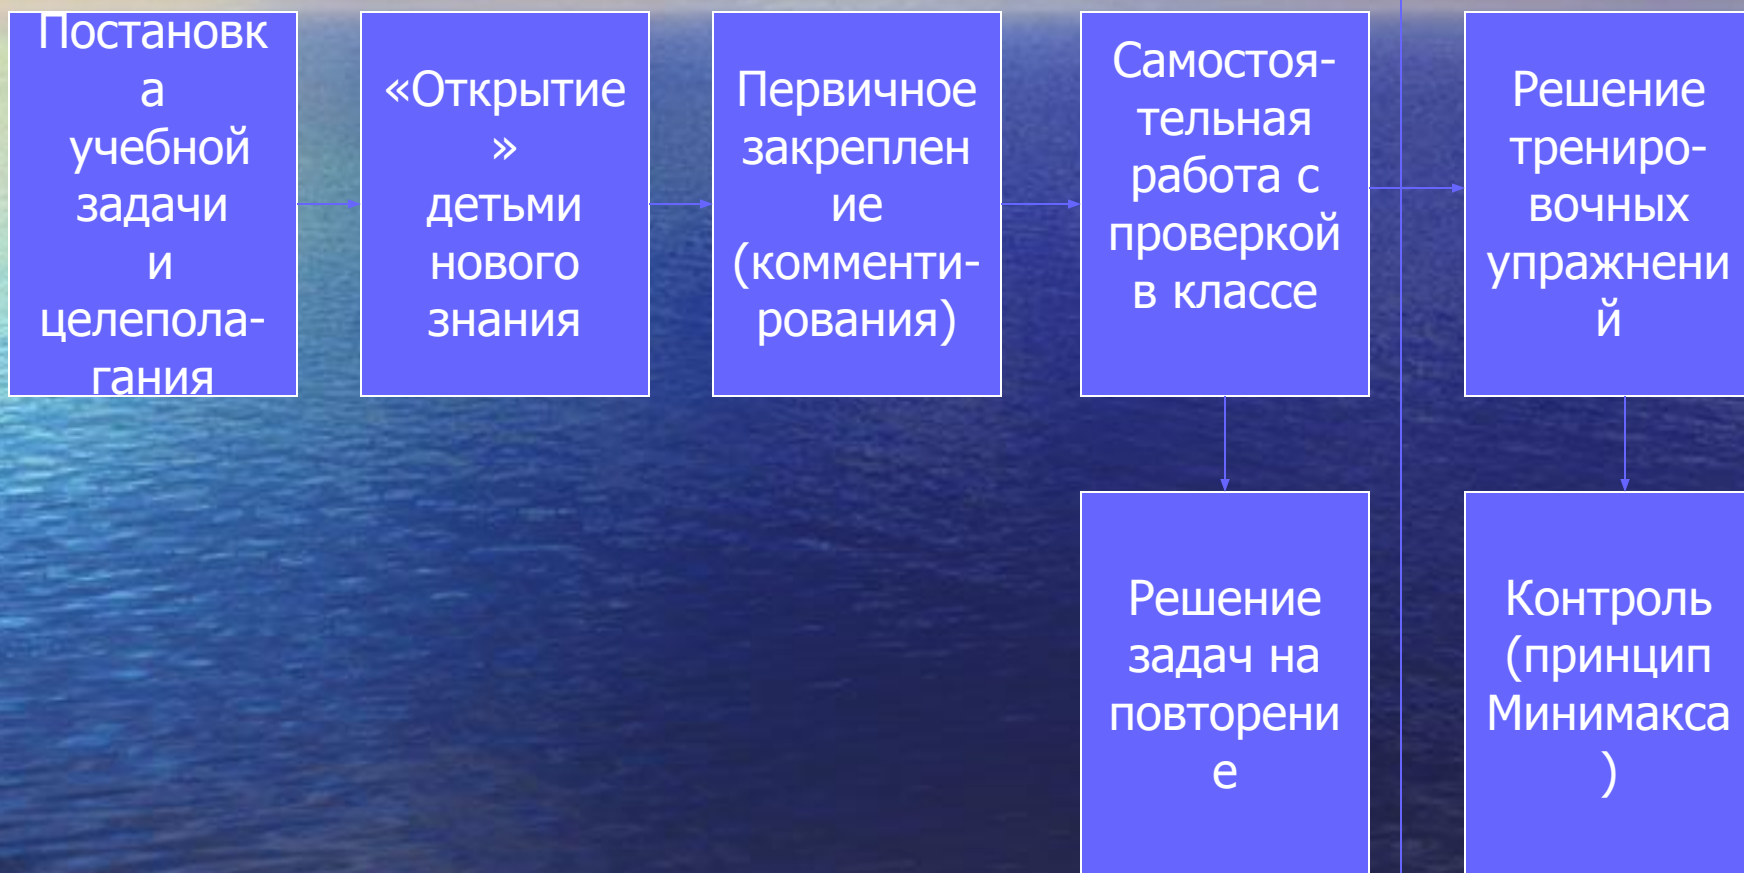 Постановк
а
учебной
задачи
и
целепола-
гания
«Открытие
»
детьми
нового
знания
Первичное
закреплен
ие
(комменти-
рования)
Самостоя-
тельная
работа с
проверкой
в классе
Решение
трениро-
вочных
упражнени
й
Решение
задач на
повторени
е
Контроль
(принцип
Минимакса
)